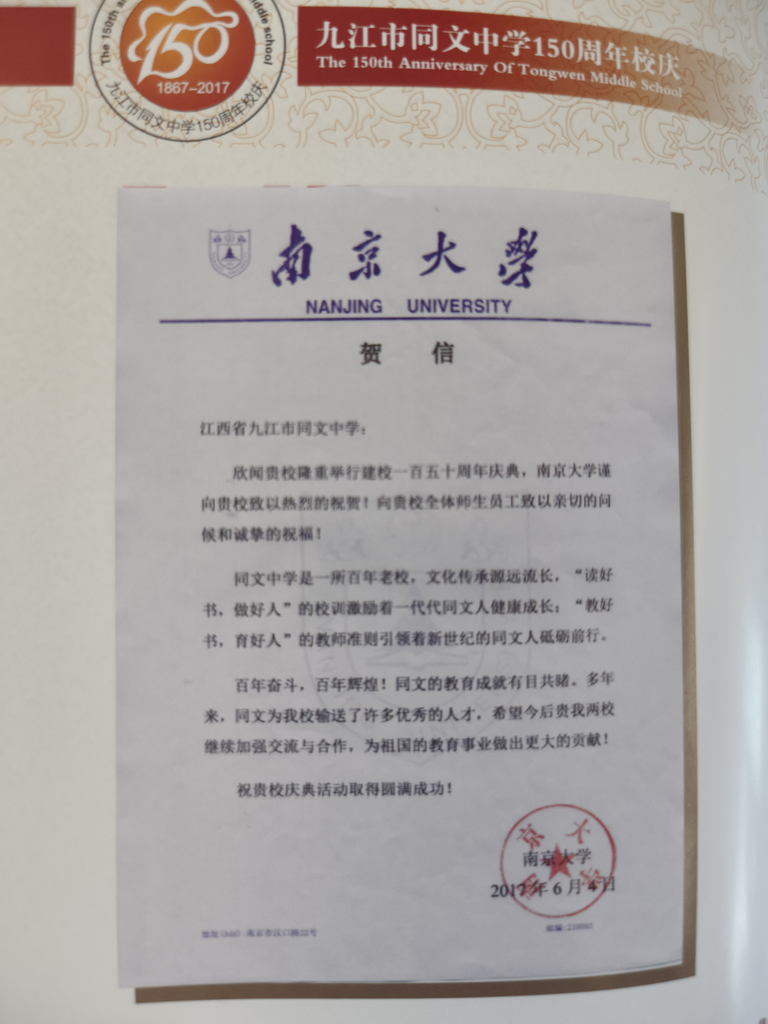 The 150th an
iddle school
150
1867-2017
九江市同文中学150周年校庆
九江市同文中学150周年校庆
The 150th Anniversary Of Tongwen Middle School
南京大學
NANJING UNIVERSITY
贺 信
江西省九江市同文中学：
欣闻贵校隆重举行建校一百五十周年庆典，南京大学谨
向贵校致以热烈的祝贺！向贵校全体师生员工致以亲切的问
候和诚挚的祝福！
同文中学是一所百年老校，文化传承源远流长，“读好
书，做好人”的校训激励着一代代同文人健康成长；“教好
书，育好人”的教师准则引领着新世纪的同文人砥砺前行。
百年奋斗，百年辉煌！同文的教育成就有目共睹。多年
来，同文为我校输送了许多优秀的人才，希望今后贵我两校
继续加强交流与合作，为祖国的教育事业做出更大的贡献！
祝贵校庆典活动取得圆满成功！
南京大学
2017年6月4日
地址(Add)：南京市汉口路22号
邮编：210093